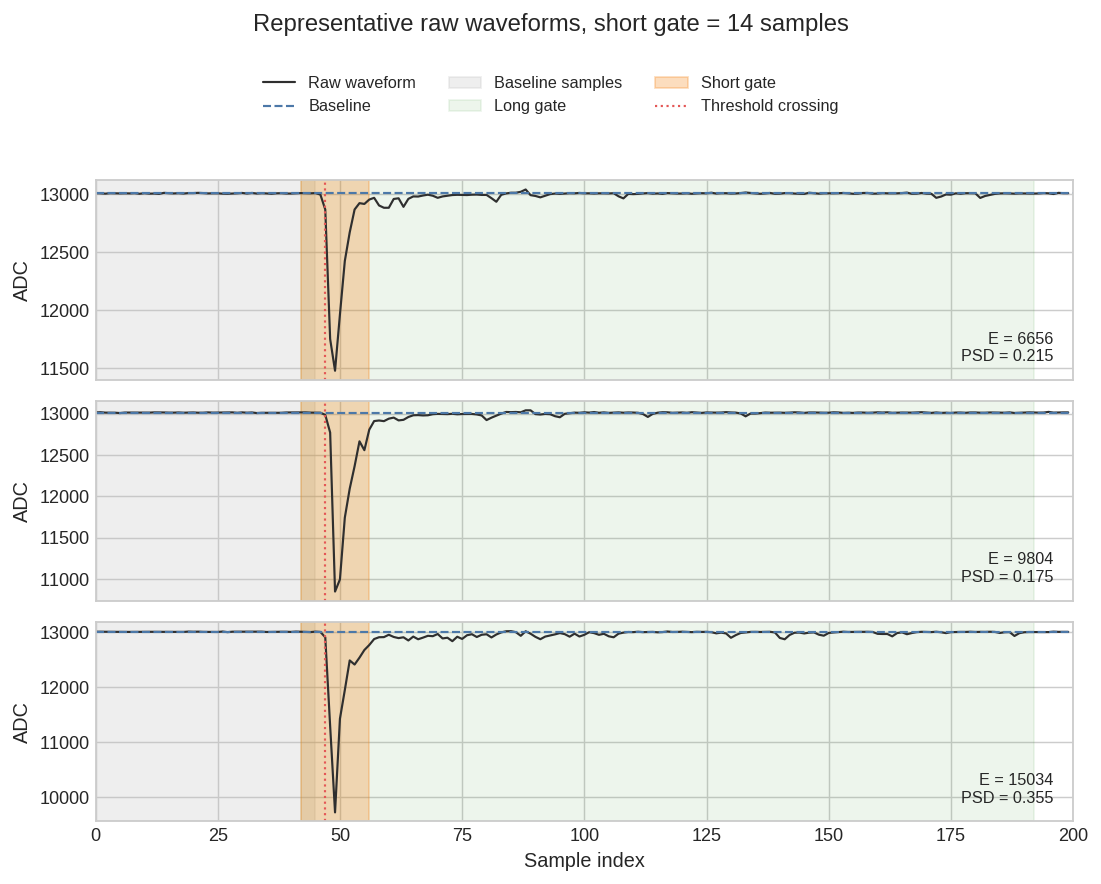 Representative raw waveforms, short gate = 14 samples
Raw waveform
Baseline
Baseline samples
Long gate
Short gate
Threshold crossing
13000
12500
12000
11500
ADC
E = 6656
PSD = 0.215
13000
12500
12000
11500
11000
ADC
E = 9804
PSD = 0.175
13000
12000
11000
10000
ADC
E = 15034
PSD = 0.355
0 25 50 75 100 125 150 175 200
Sample index